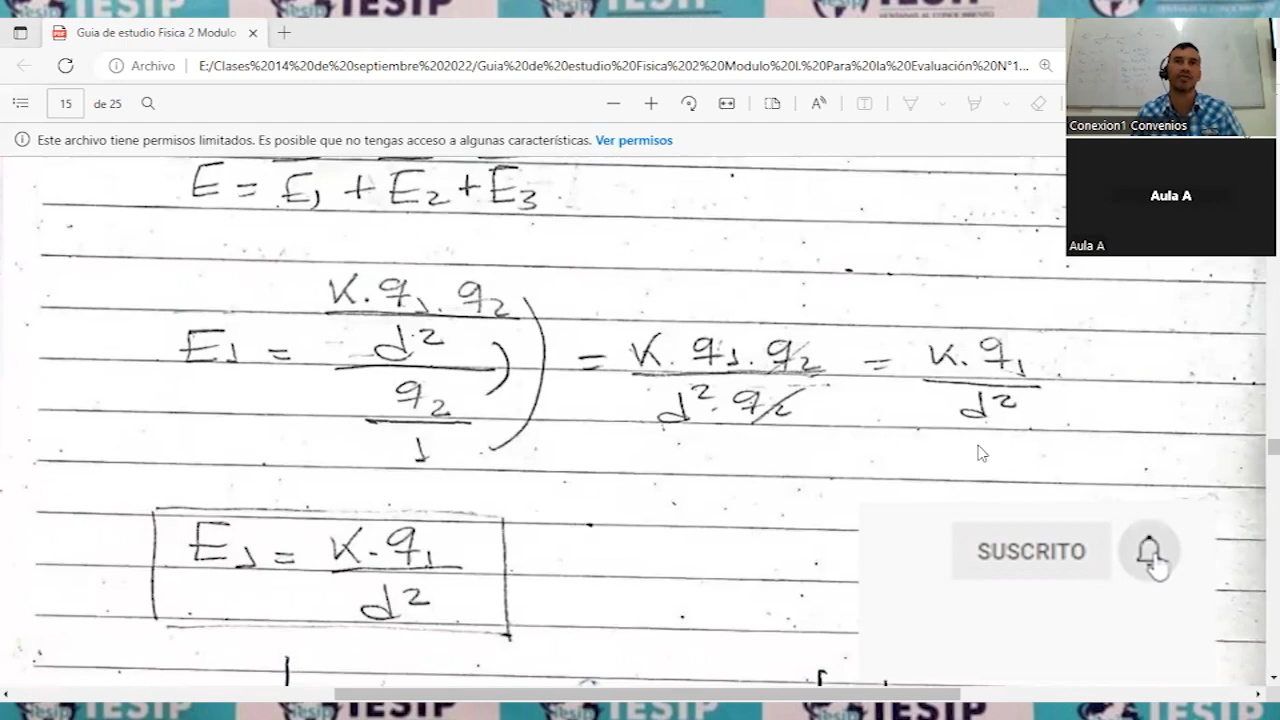 IESIP
Guia de estudio Fisica 2 Modulo
Archivo
E:/Clases%2014%20de%20septiembre%202022/Guia%20de%20estudio%20Fisica%202%20Modulo%20I.%20Para%20la%20Evaluación%20N°1...
15 de 25
Este archivo tiene permisos limitados. Es posible que no tengas acceso a algunas características. Ver permisos
Conexion1 Convenios
Aula A
Aula A
E = E1 + E2 + E3
E1 = K.q1.q2/d² / q2/1 = K.q1.q2/d².q2 = K.q1/d²
E1 = K.q1/d²
SUSCRITO
IESIP